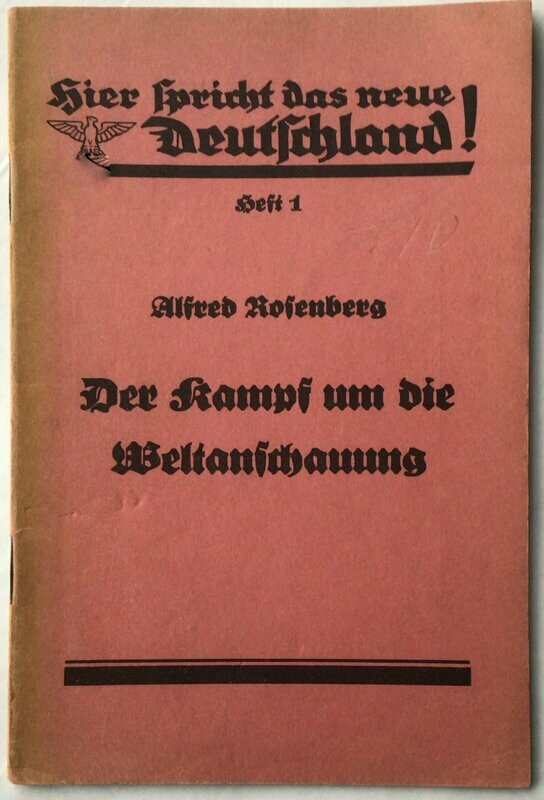 Hier spricht das neue
Deutschland!
Heft 1
Alfred Rosenberg
Der Kampf um die
Weltanschauung